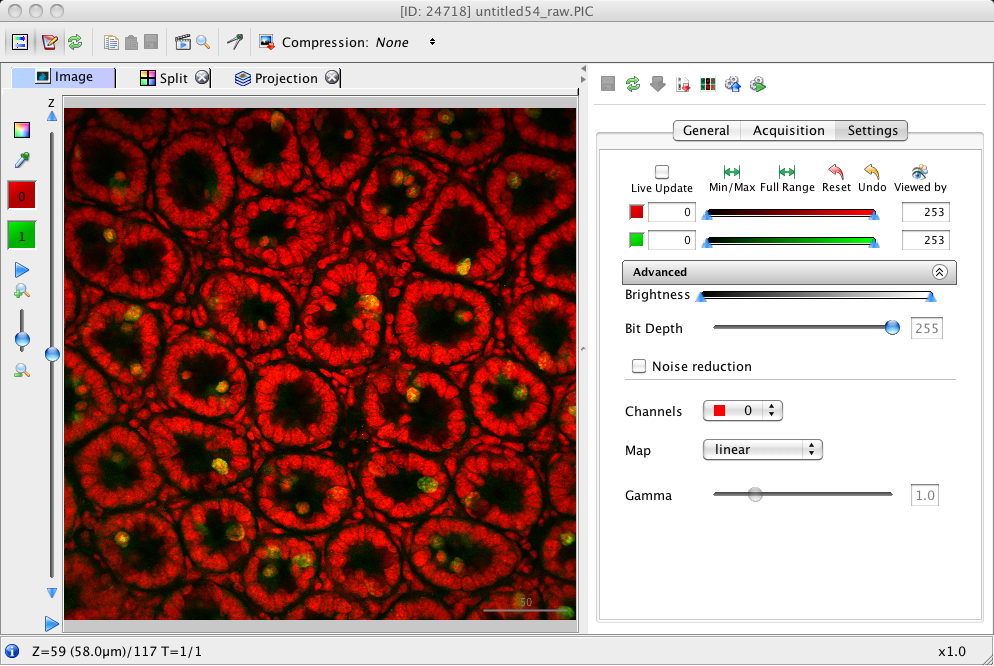 [ID: 24718] untitled54_raw.PIC
Compression: None
Image Split Projection
General Acquisition Settings
Z
Live Update Min/Max Full Range Reset Undo Viewed by
0
0 253
1
0 253
Advanced
Brightness
Bit Depth 255
Noise reduction
Channels 0
Map linear
Gamma 1.0
50
Z=59 (58.0µm)/117 T=1/1 x1.0